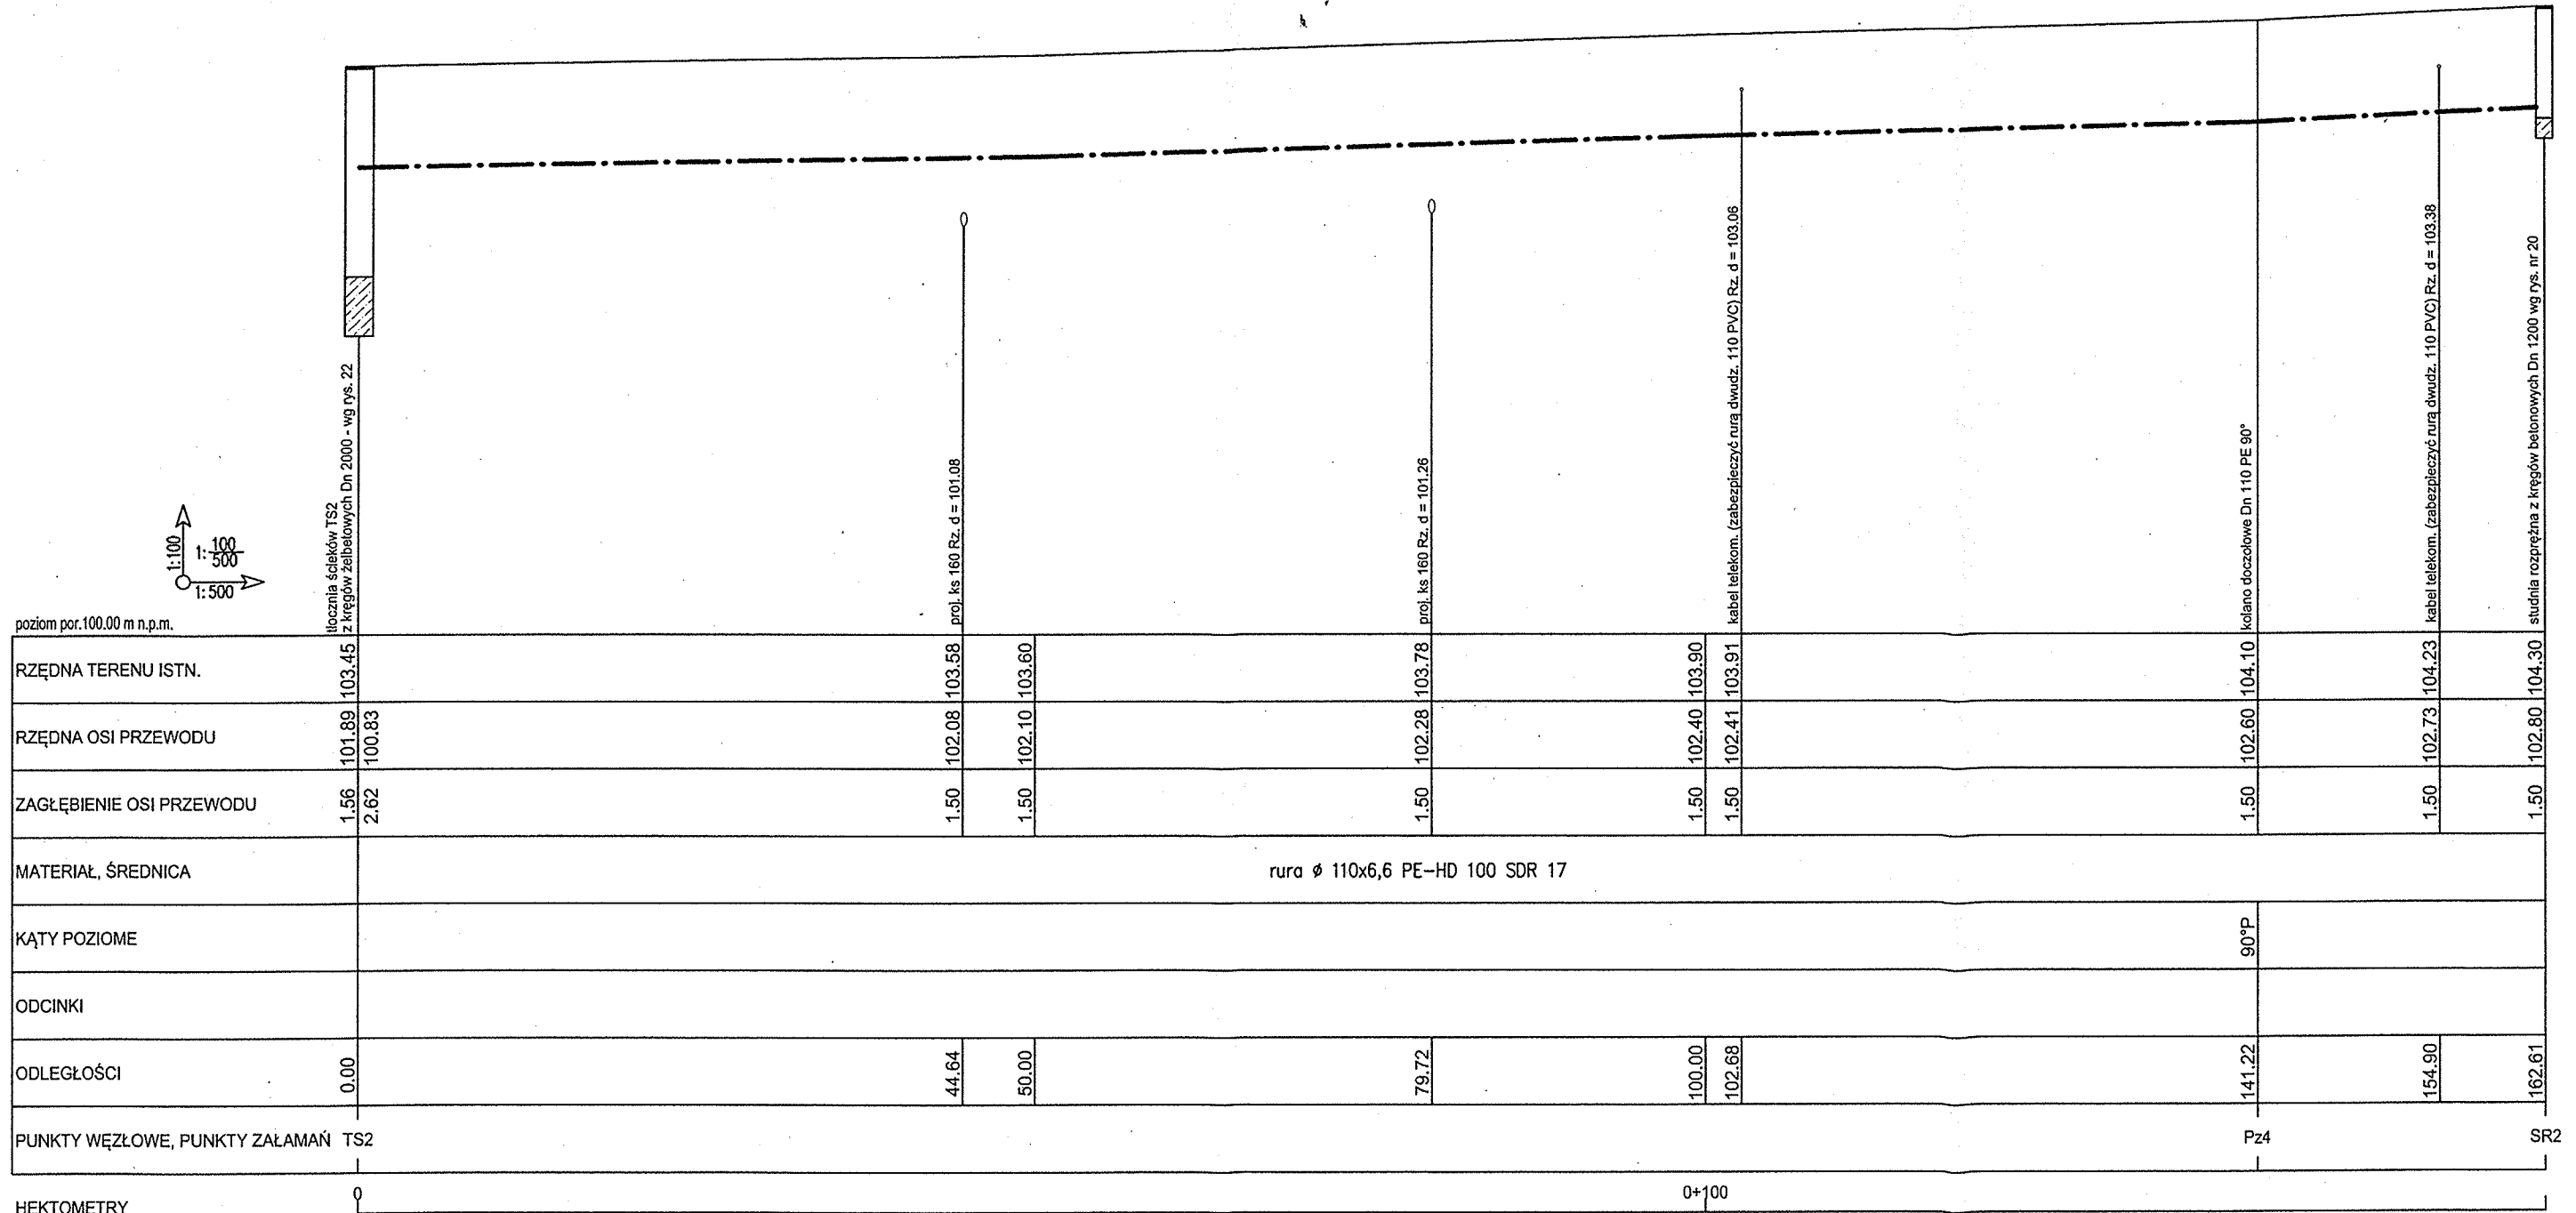 tłocznia ścieków TS2
z kręgów żelbetowych Dn 2000 - wg rys. 22
proj. ks 160 Rz. d = 101.08
proj. ks 160 Rz. d = 101.26
kabel telekom. (zabezpieczyć rurą dwudz. 110 PVC) Rz. d = 103.06
kolano doczołowe Dn 110 PE 90°
kabel telekom. (zabezpieczyć rurą dwudz. 110 PVC) Rz. d = 103.38
studnia rozprężna z kręgów betonowych Dn 1200 wg rys. nr 20
1:100
1: 100
500
1:500
poziom por.100.00 m n.p.m.
RZĘDNA TERENU ISTN. 103.45 103.58 103.60 103.78 103.90 103.91 104.10 104.23 104.30
RZĘDNA OSI PRZEWODU 101.89 100.83 102.08 102.10 102.28 102.40 102.41 102.60 102.73 102.80
ZAGŁĘBIENIE OSI PRZEWODU 1.56 2.62 1.50 1.50 1.50 1.50 1.50 1.50 1.50 1.50
MATERIAŁ, ŚREDNICA rura ø 110x6,6 PE-HD 100 SDR 17
KĄTY POZIOME 90°P
ODCINKI
ODLEGŁOŚCI 0.00 44.64 50.00 79.72 100.00 102.68 141.22 154.90 162.61
PUNKTY WĘZŁOWE, PUNKTY ZAŁAMAŃ TS2 Pz4 SR2
HEKTOMETRY 0 0+100